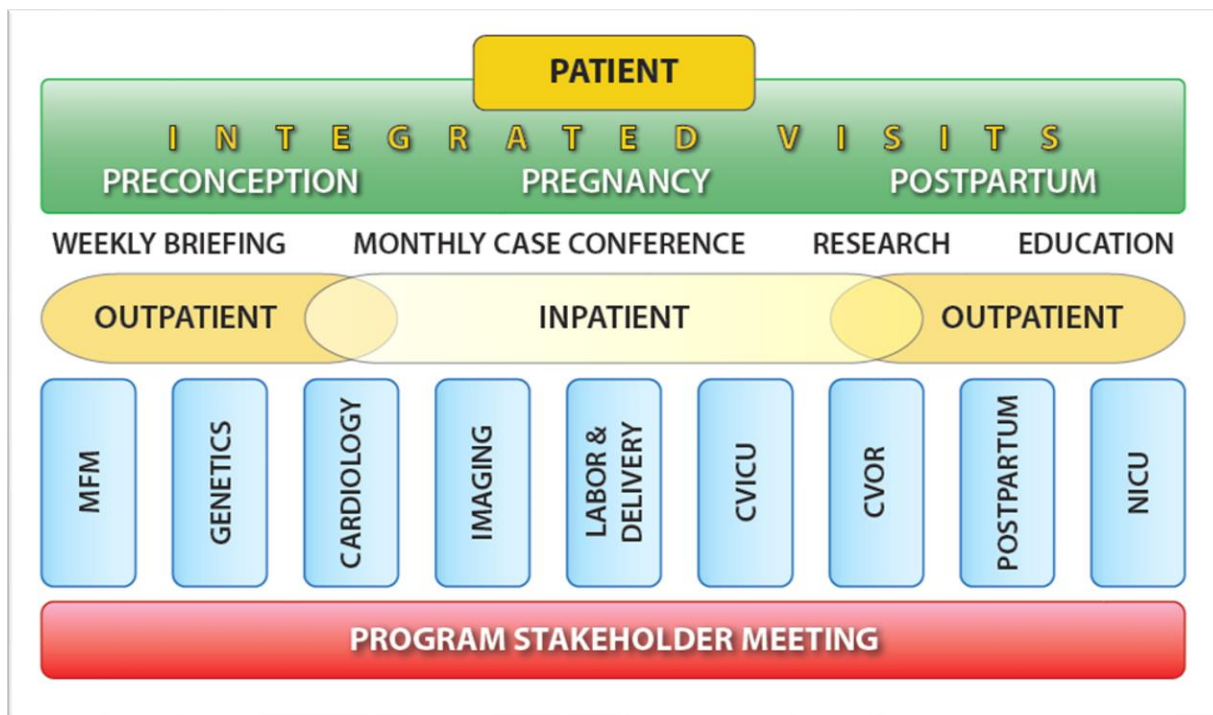 PATIENT
INTEGRATED VISITS
PRECONCEPTION PREGNANCY POSTPARTUM
WEEKLY BRIEFING MONTHLY CASE CONFERENCE RESEARCH EDUCATION
OUTPATIENT INPATIENT OUTPATIENT
MFM
GENETICS
CARDIOLOGY
IMAGING
LABOR &
DELIVERY
CVICU
CVOR
POSTPARTUM
NICU
PROGRAM STAKEHOLDER MEETING